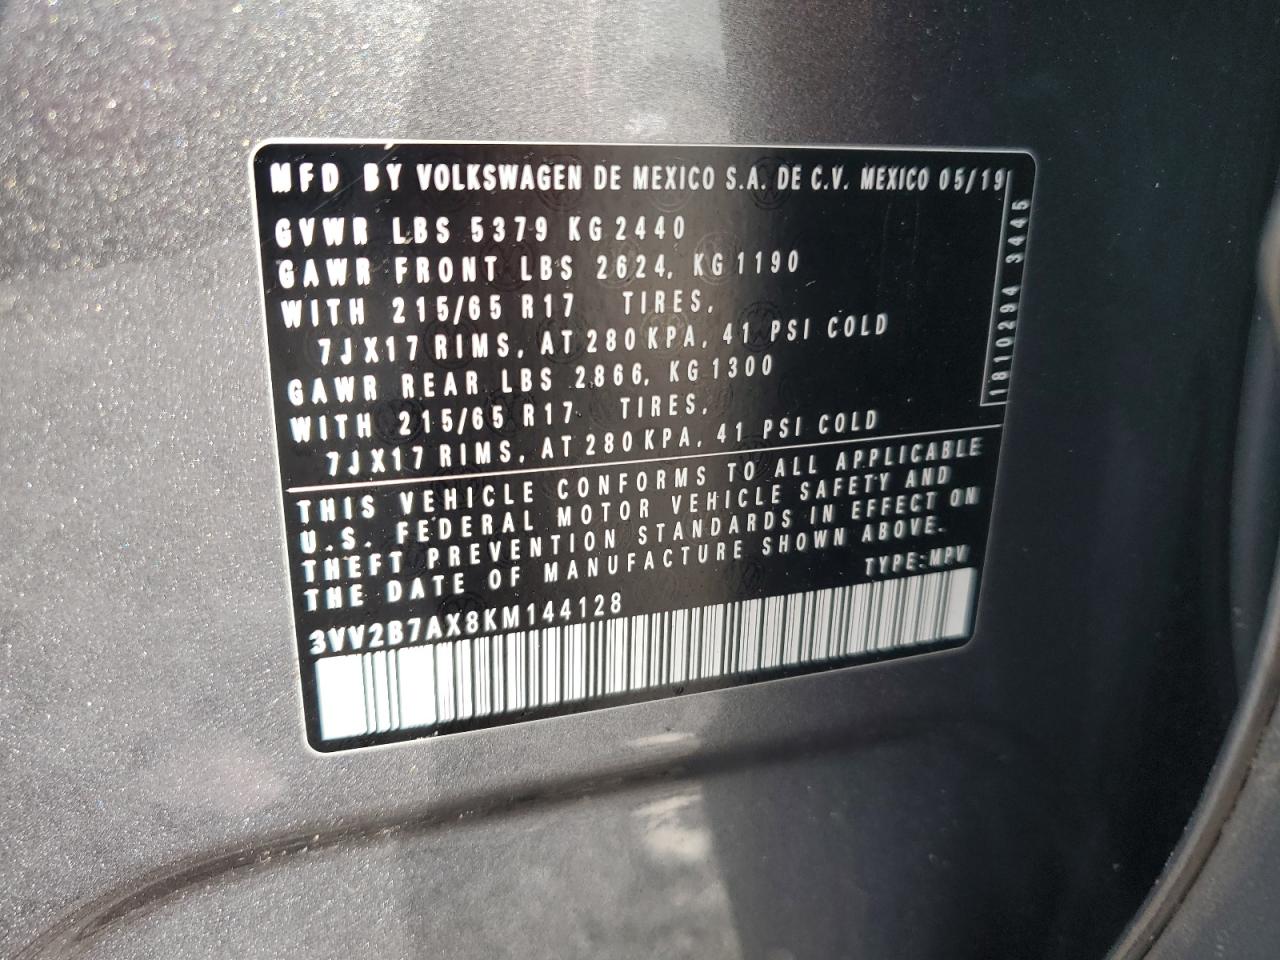 MFD BY VOLKSWAGEN DE MEXICO S.A. DE C.V. MEXICO 05/19
GVWR LBS 5379 KG 2440
GAWR FRONT LBS 2624, KG 1190
WITH 215/65 R17 TIRES,
7JX17 RIMS, AT 280 KPA, 41 PSI COLD
GAWR REAR LBS 2866, KG 1300
WITH 215/65 R17 TIRES,
7JX17 RIMS, AT 280 KPA, 41 PSI COLD
1810294 3445
THIS VEHICLE CONFORMS TO ALL APPLICABLE
U.S. FEDERAL MOTOR VEHICLE SAFETY AND
THEFT PREVENTION STANDARDS IN EFFECT ON
THE DATE OF MANUFACTURE SHOWN ABOVE.
TYPE:MPV
3VV2B7AX8KM144128